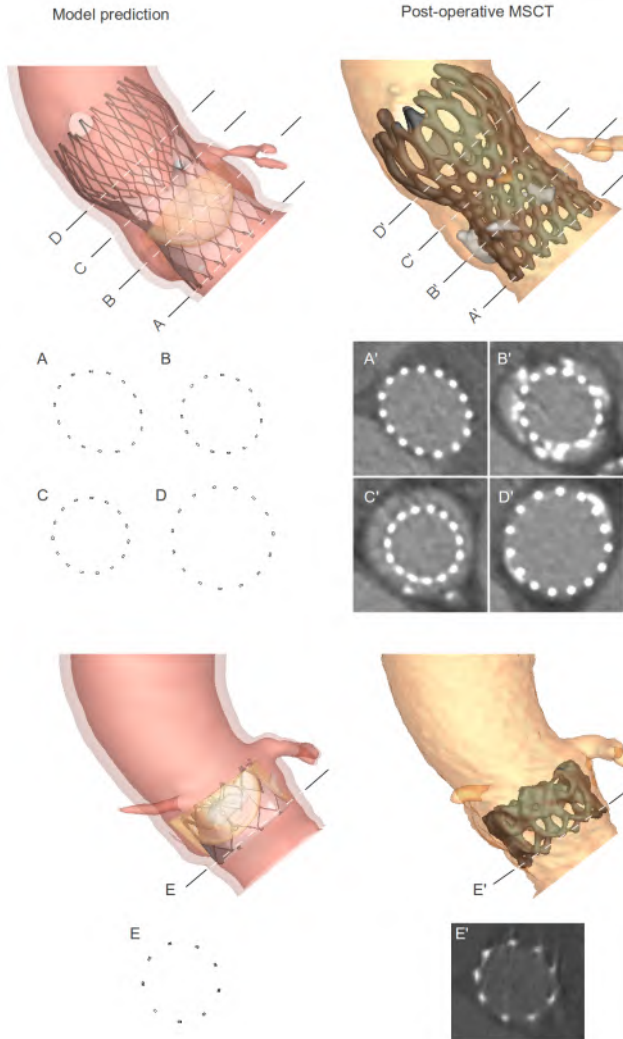 Model prediction
Post-operative MSCT
D
C
B
A
D'
C'
B'
A'
A
B
A'
B'
C
D
C'
D'
E
E'
E
E'